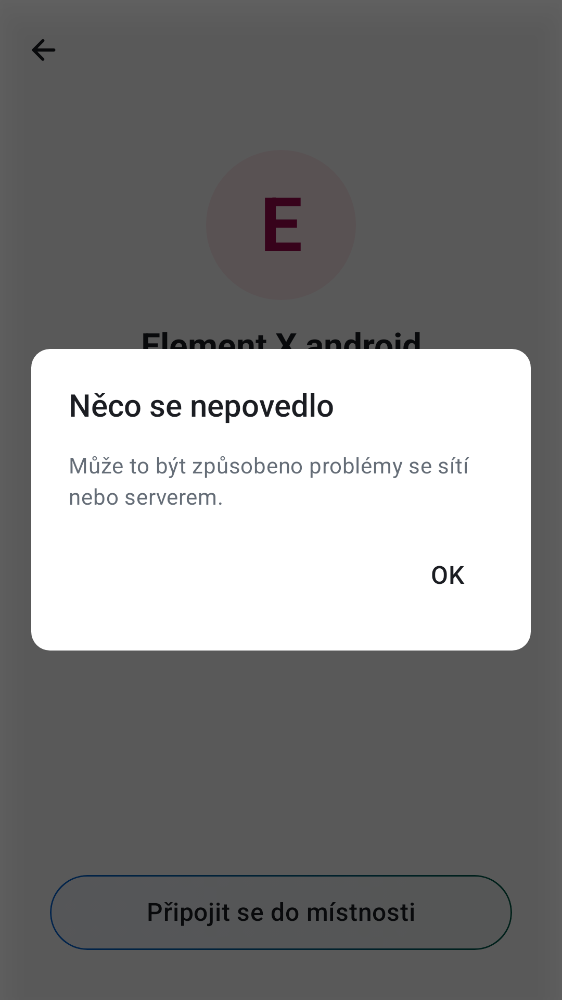 E
Element X android
Něco se nepovedlo
Může to být způsobeno problémy se sítí
nebo serverem.
OK
Připojit se do místnosti